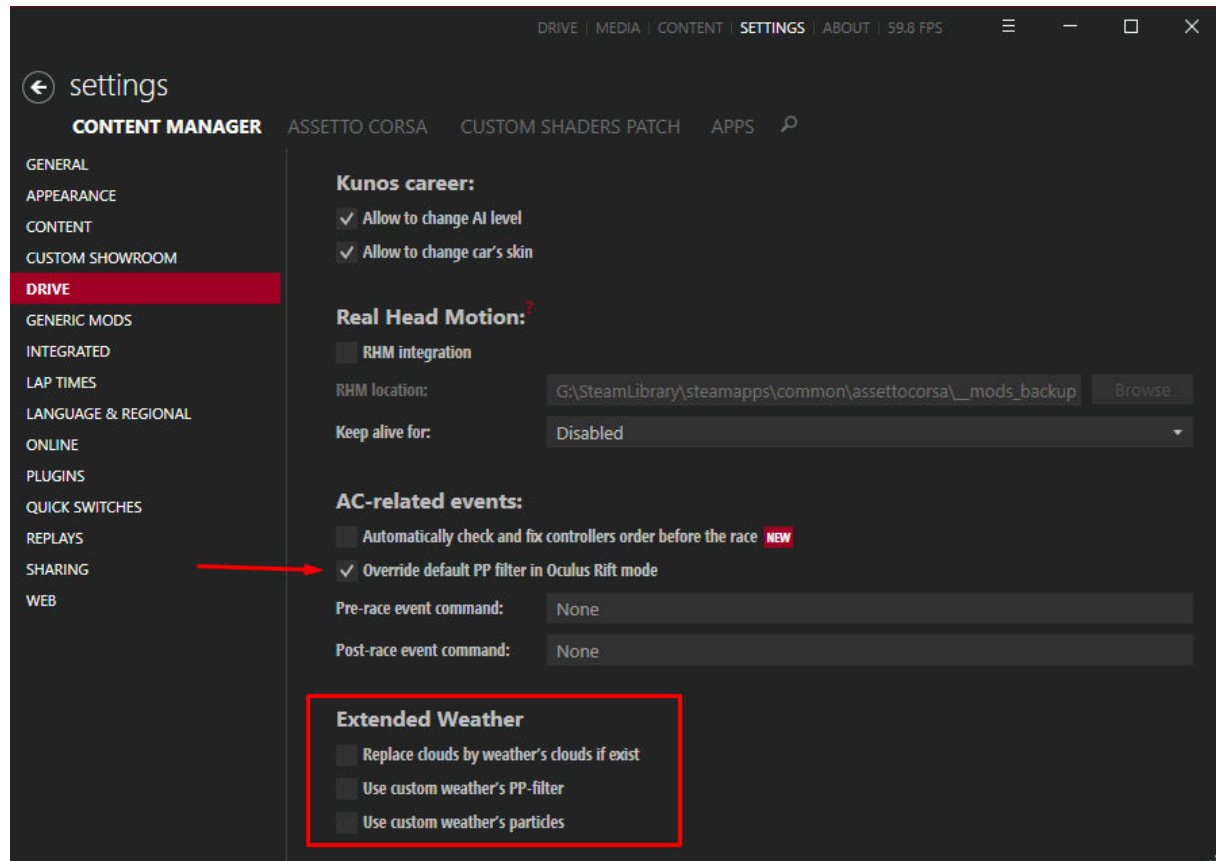 DRIVE | MEDIA | CONTENT | SETTINGS | ABOUT | 59.8 FPS
settings
CONTENT MANAGER ASSETTO CORSA CUSTOM SHADERS PATCH APPS
GENERAL
APPEARANCE
CONTENT
CUSTOM SHOWROOM
DRIVE
GENERIC MODS
INTEGRATED
LAP TIMES
LANGUAGE & REGIONAL
ONLINE
PLUGINS
QUICK SWITCHES
REPLAYS
SHARING
WEB
Kunos career:
Allow to change AI level
Allow to change car's skin
Real Head Motion:?
RHM integration
RHM location: G:\SteamLibrary\steamapps\common\assettocorsa\__mods_backup Browse
Keep alive for: Disabled
AC-related events:
Automatically check and fix controllers order before the race NEW
Override default PP filter in Oculus Rift mode
Pre-race event command: None
Post-race event command: None
Extended Weather
Replace clouds by weather's clouds if exist
Use custom weather's PP-filter
Use custom weather's particles